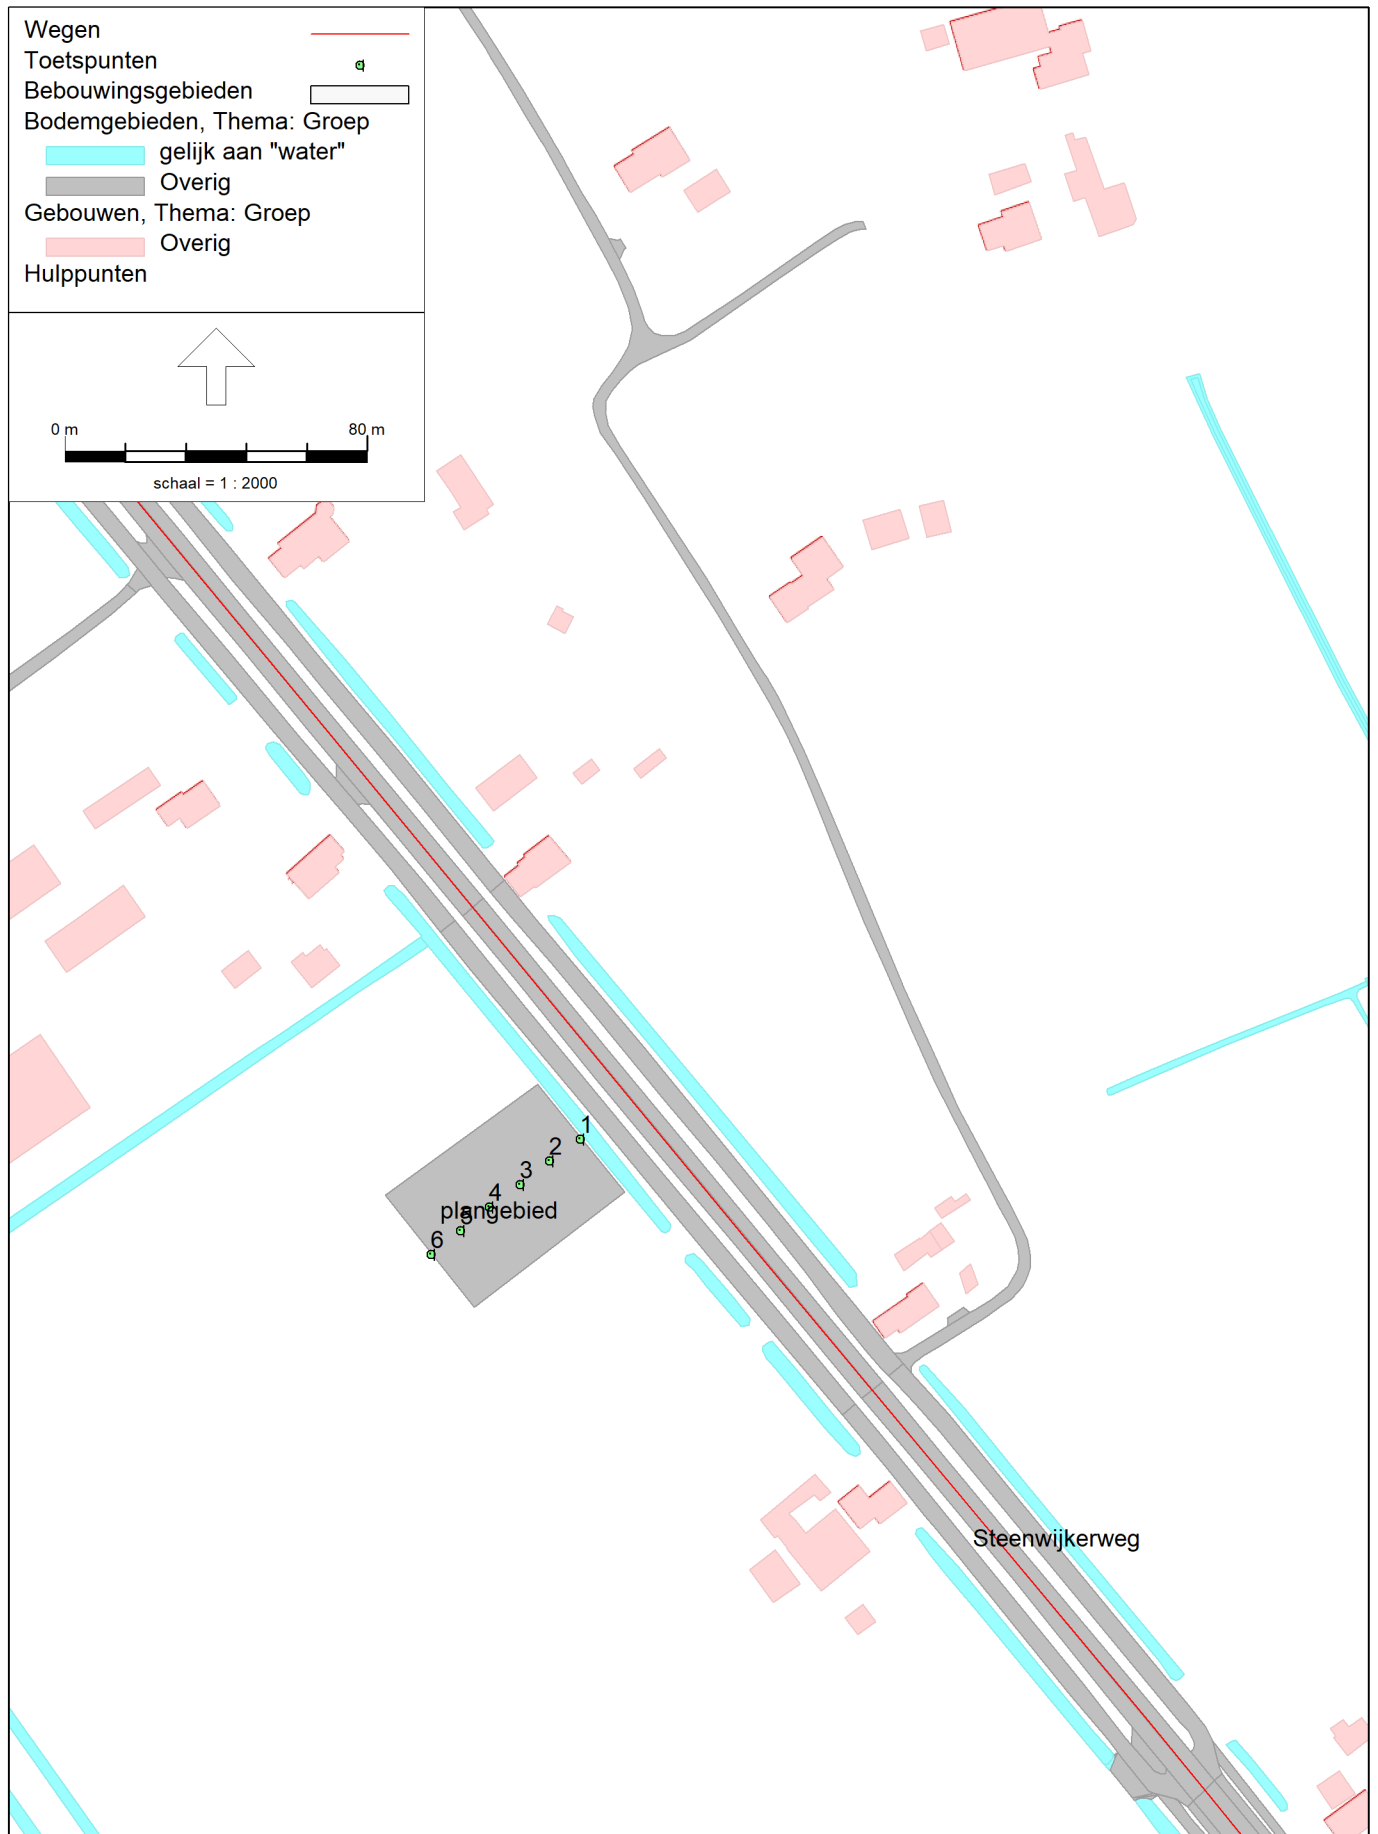 Wegen
Toetspunten
Bebouwingsgebieden
Bodemgebieden, Thema: Groep
gelijk aan "water"
Overig
Gebouwen, Thema: Groep
Overig
Hulppunten
0 m 80 m
schaal = 1 : 2000
1
2
3
4
plangebied
5
6
Steenwijkerweg